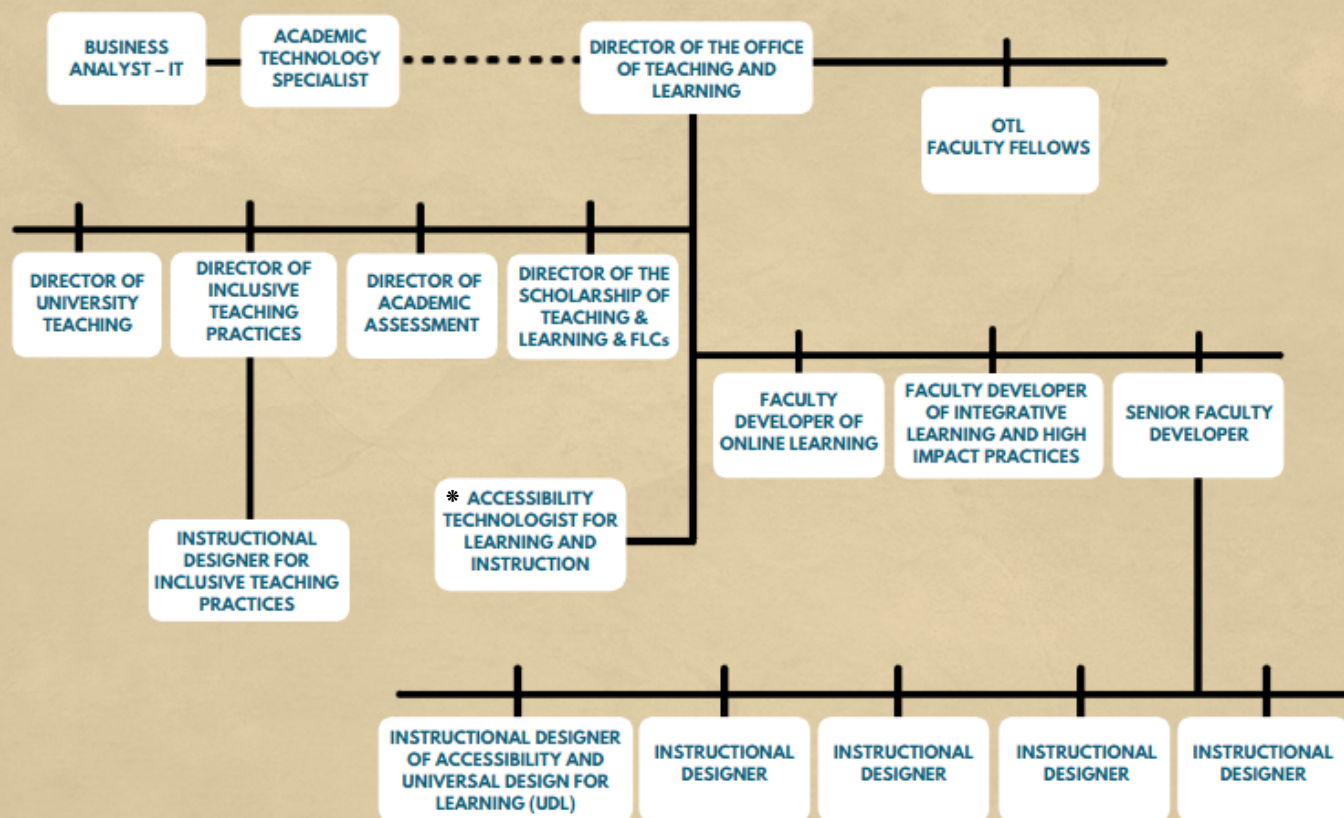 BUSINESS
ANALYST – IT
ACADEMIC
TECHNOLOGY
SPECIALIST
DIRECTOR OF THE OFFICE
OF TEACHING AND
LEARNING
OTL
FACULTY FELLOWS
DIRECTOR OF
UNIVERSITY
TEACHING
DIRECTOR OF
INCLUSIVE
TEACHING
PRACTICES
DIRECTOR OF
ACADEMIC
ASSESSMENT
DIRECTOR OF THE
SCHOLARSHIP OF
TEACHING &
LEARNING & FLCs
FACULTY
DEVELOPER OF
ONLINE LEARNING
FACULTY DEVELOPER
OF INTEGRATIVE
LEARNING AND HIGH
IMPACT PRACTICES
SENIOR FACULTY
DEVELOPER
* ACCESSIBILITY
TECHNOLOGIST FOR
LEARNING AND
INSTRUCTION
INSTRUCTIONAL
DESIGNER FOR
INCLUSIVE TEACHING
PRACTICES
INSTRUCTIONAL DESIGNER
OF ACCESSIBILITY AND
UNIVERSAL DESIGN FOR
LEARNING (UDL)
INSTRUCTIONAL
DESIGNER
INSTRUCTIONAL
DESIGNER
INSTRUCTIONAL
DESIGNER
INSTRUCTIONAL
DESIGNER